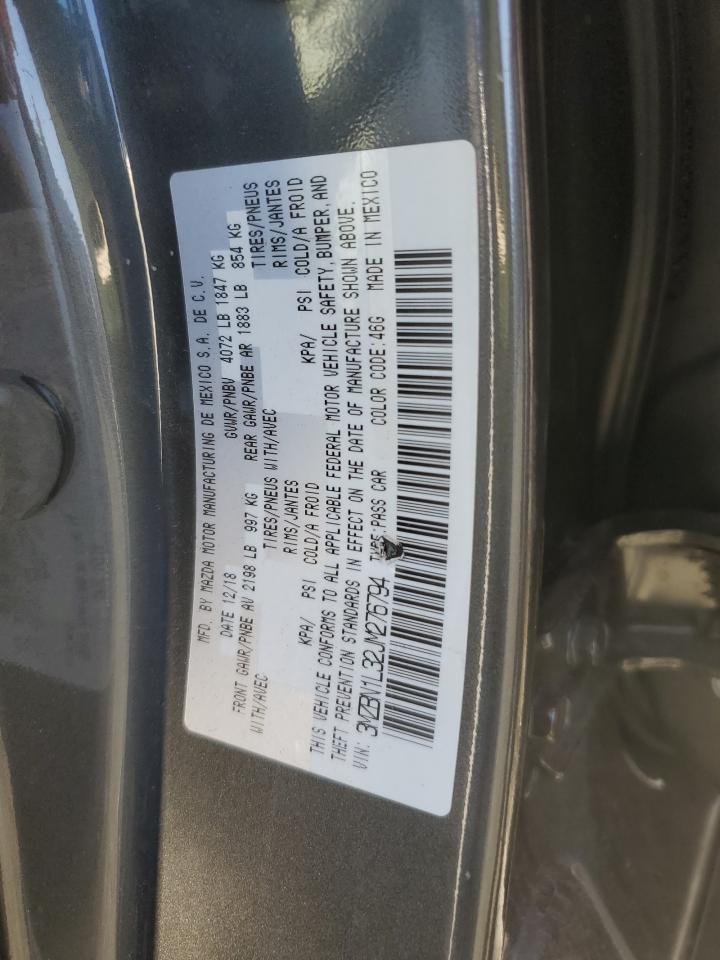 MFD. BY MAZDA MOTOR MANUFACTURING DE MEXICO S.A. DE C.V.
DATE 12/18 GVWR/PNBV 4072 LB 1847 KG
FRONT GAWR/PNBE AV 2198 LB 997 KG REAR GAWR/PNBE AR 1883 LB 854 KG
WITH/AVEC TIRES/PNEUS WITH/AVEC TIRES/PNEUS
RIMS/JANTES RIMS/JANTES
KPA/ PSI COLD/A FROID KPA/ PSI COLD/A FROID
THIS VEHICLE CONFORMS TO ALL APPLICABLE FEDERAL MOTOR VEHICLE SAFETY, BUMPER, AND
THEFT PREVENTION STANDARDS IN EFFECT ON THE DATE OF MANUFACTURE SHOWN ABOVE.
VIN: 3MZBN1L32JM276794 TYPE:PASS CAR COLOR CODE:46G MADE IN MEXICO